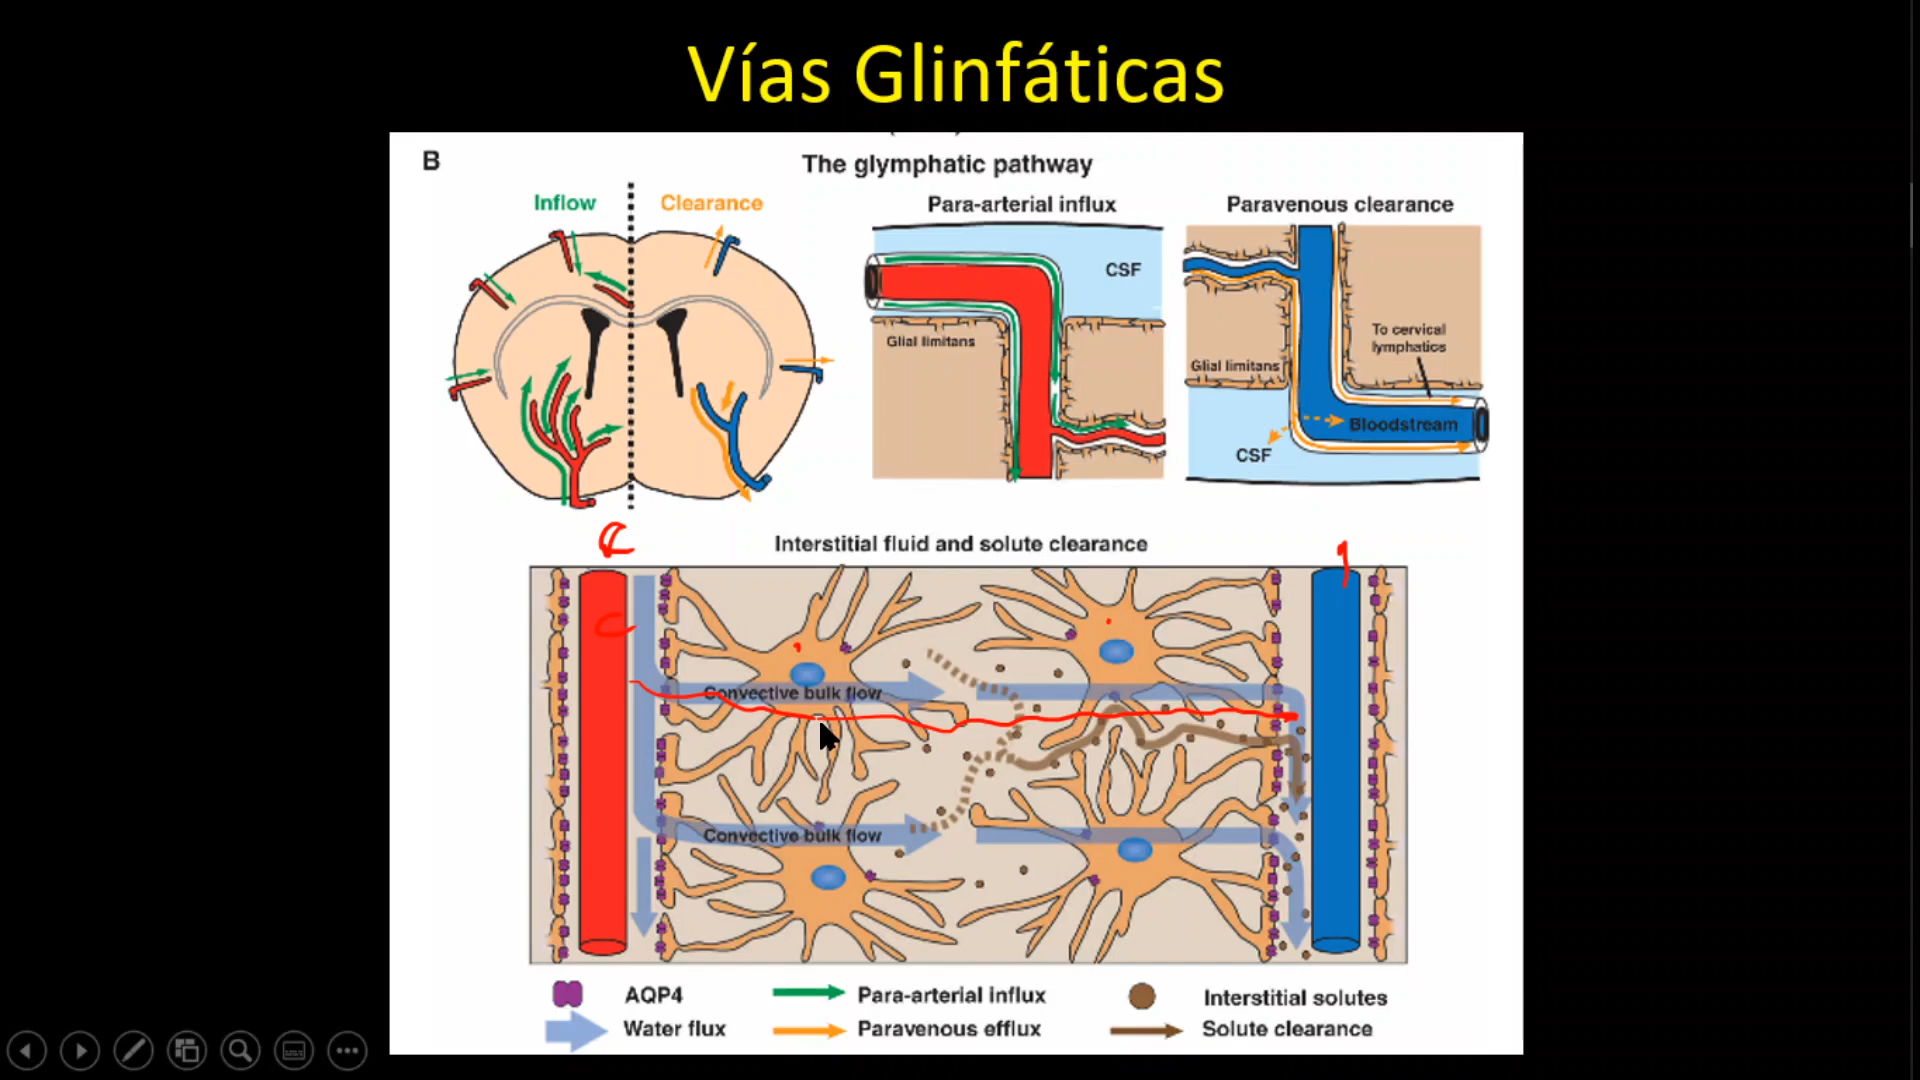 Vías Glinfáticas
B
The glymphatic pathway
Inflow
Clearance
Para-arterial influx
CSF
Glial limitans
Paravenous clearance
To cervical
lymphatics
Glial limitans
Bloodstream
CSF
Interstitial fluid and solute clearance
Convective bulk flow
Convective bulk flow
AQP4
Para-arterial influx
Interstitial solutes
Water flux
Paravenous efflux
Solute clearance